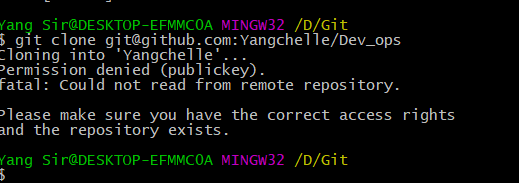 Yang Sir@DESKTOP-EFMMCOA MINGW32 /D/Git
$ git clone git@github.com:Yangchelle/Dev_ops
Cloning into 'Yangchelle'...
Permission denied (publickey).
fatal: Could not read from remote repository.
Please make sure you have the correct access rights
and the repository exists.
Yang Sir@DESKTOP-EFMMCOA MINGW32 /D/Git
$